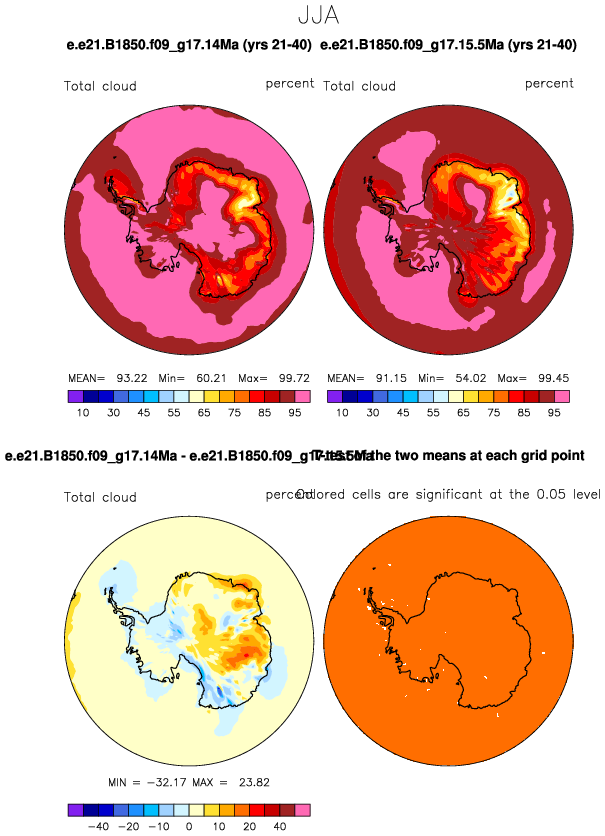 JJA
e.e21.B1850.f09_g17.14Ma (yrs 21-40) e.e21.B1850.f09_g17.15.5Ma (yrs 21-40)
Total cloud percent Total cloud percent
MEAN= 93.22 Min= 60.21 Max= 99.72 MEAN= 91.15 Min= 54.02 Max= 99.45
10 30 45 55 65 75 85 95 10 30 45 55 65 75 85 95
e.e21.B1850.f09_g17.14Ma - e.e21.B1850.f09_g17.15.5Ma T-test of the two means at each grid point
Total cloud percent Colored cells are significant at the 0.05 level
MIN = -32.17 MAX = 23.82
-40 -20 -10 0 10 20 40